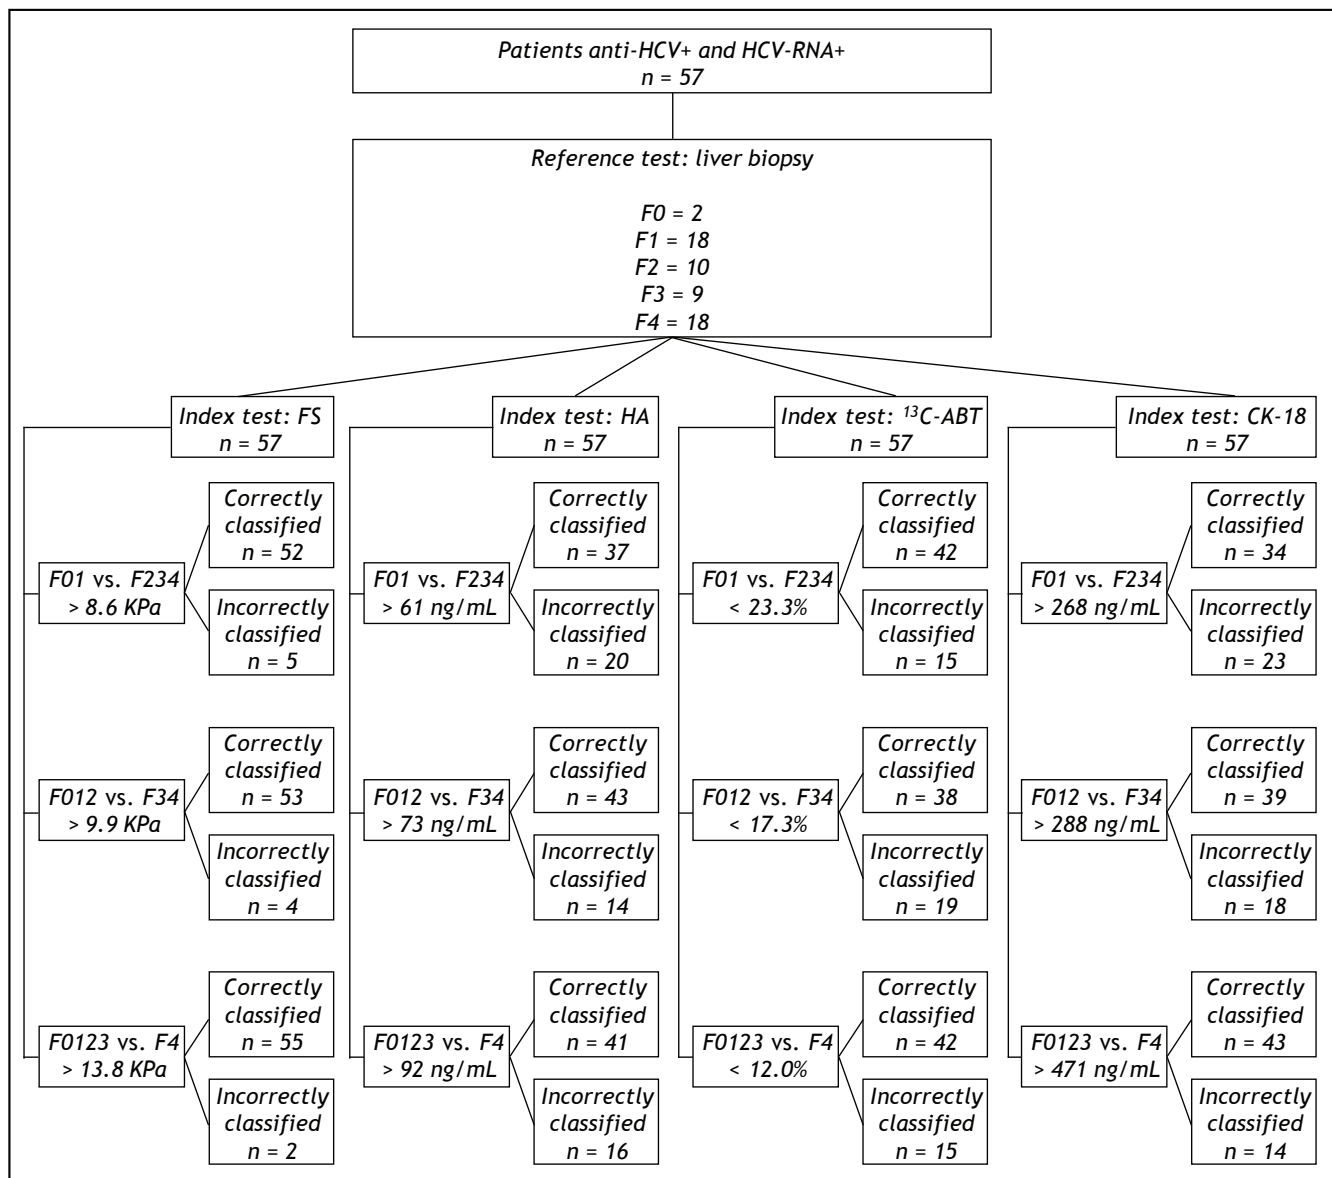 Patients anti-HCV+ and HCV-RNA+
n = 57
Reference test: liver biopsy
F0 = 2
F1 = 18
F2 = 10
F3 = 9
F4 = 18
Index test: FS
n = 57
F01 vs. F234
> 8.6 KPa
Correctly
classified
n = 52
Incorrectly
classified
n = 5
F012 vs. F34
> 9.9 KPa
Correctly
classified
n = 53
Incorrectly
classified
n = 4
F0123 vs. F4
> 13.8 KPa
Correctly
classified
n = 55
Incorrectly
classified
n = 2
Index test: HA
n = 57
F01 vs. F234
> 61 ng/mL
Correctly
classified
n = 37
Incorrectly
classified
n = 20
F012 vs. F34
> 73 ng/mL
Correctly
classified
n = 43
Incorrectly
classified
n = 14
F0123 vs. F4
> 92 ng/mL
Correctly
classified
n = 41
Incorrectly
classified
n = 16
Index test: ¹³C-ABT
n = 57
F01 vs. F234
< 23.3%
Correctly
classified
n = 42
Incorrectly
classified
n = 15
F012 vs. F34
< 17.3%
Correctly
classified
n = 38
Incorrectly
classified
n = 19
F0123 vs. F4
< 12.0%
Correctly
classified
n = 42
Incorrectly
classified
n = 15
Index test: CK-18
n = 57
F01 vs. F234
> 268 ng/mL
Correctly
classified
n = 34
Incorrectly
classified
n = 23
F012 vs. F34
> 288 ng/mL
Correctly
classified
n = 39
Incorrectly
classified
n = 18
F0123 vs. F4
> 471 ng/mL
Correctly
classified
n = 43
Incorrectly
classified
n = 14